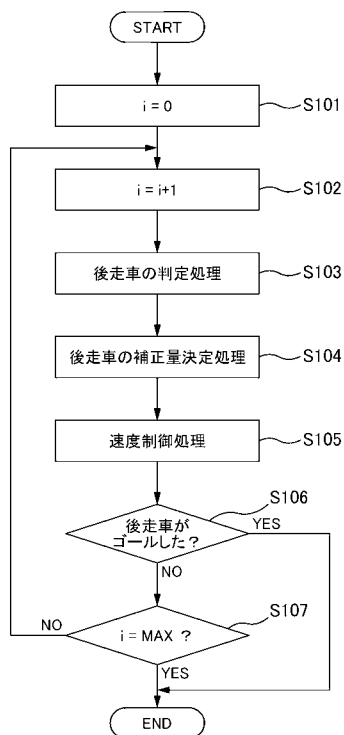 START
i = 0
S101
i = i+1
S102
後走車の判定処理
S103
後走車の補正量決定処理
S104
速度制御処理
S105
S106
後走車が
ゴールした？
YES
NO
S107
NO
i = MAX ?
YES
END